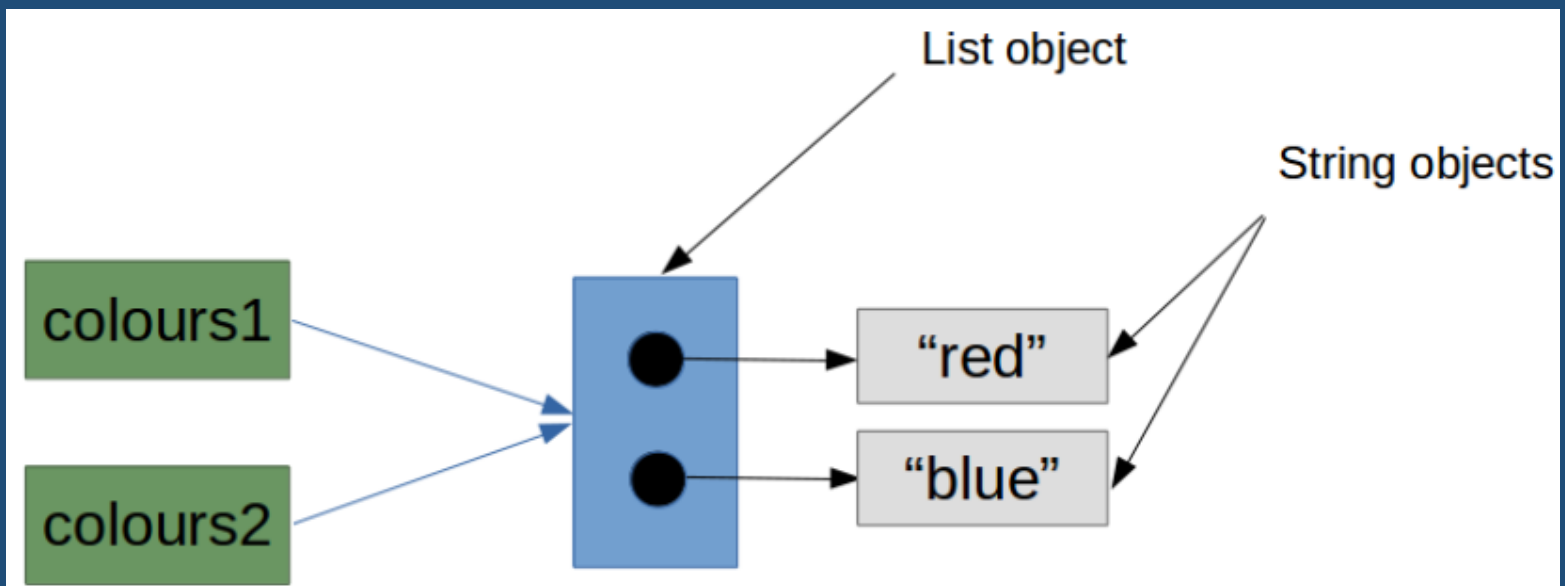 List object
String objects
colours1
“red”
“blue”
colours2